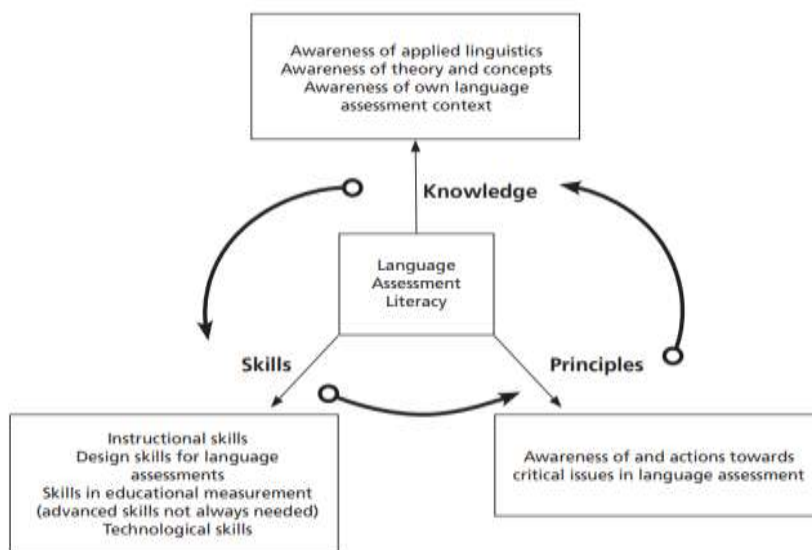 Awareness of applied linguistics
Awareness of theory and concepts
Awareness of own language
assessment context
Knowledge
Language
Assessment
Literacy
Skills
Principles
Instructional skills
Design skills for language
assessments
Skills in educational measurement
(advanced skills not always needed)
Technological skills
Awareness of and actions towards
critical issues in language assessment